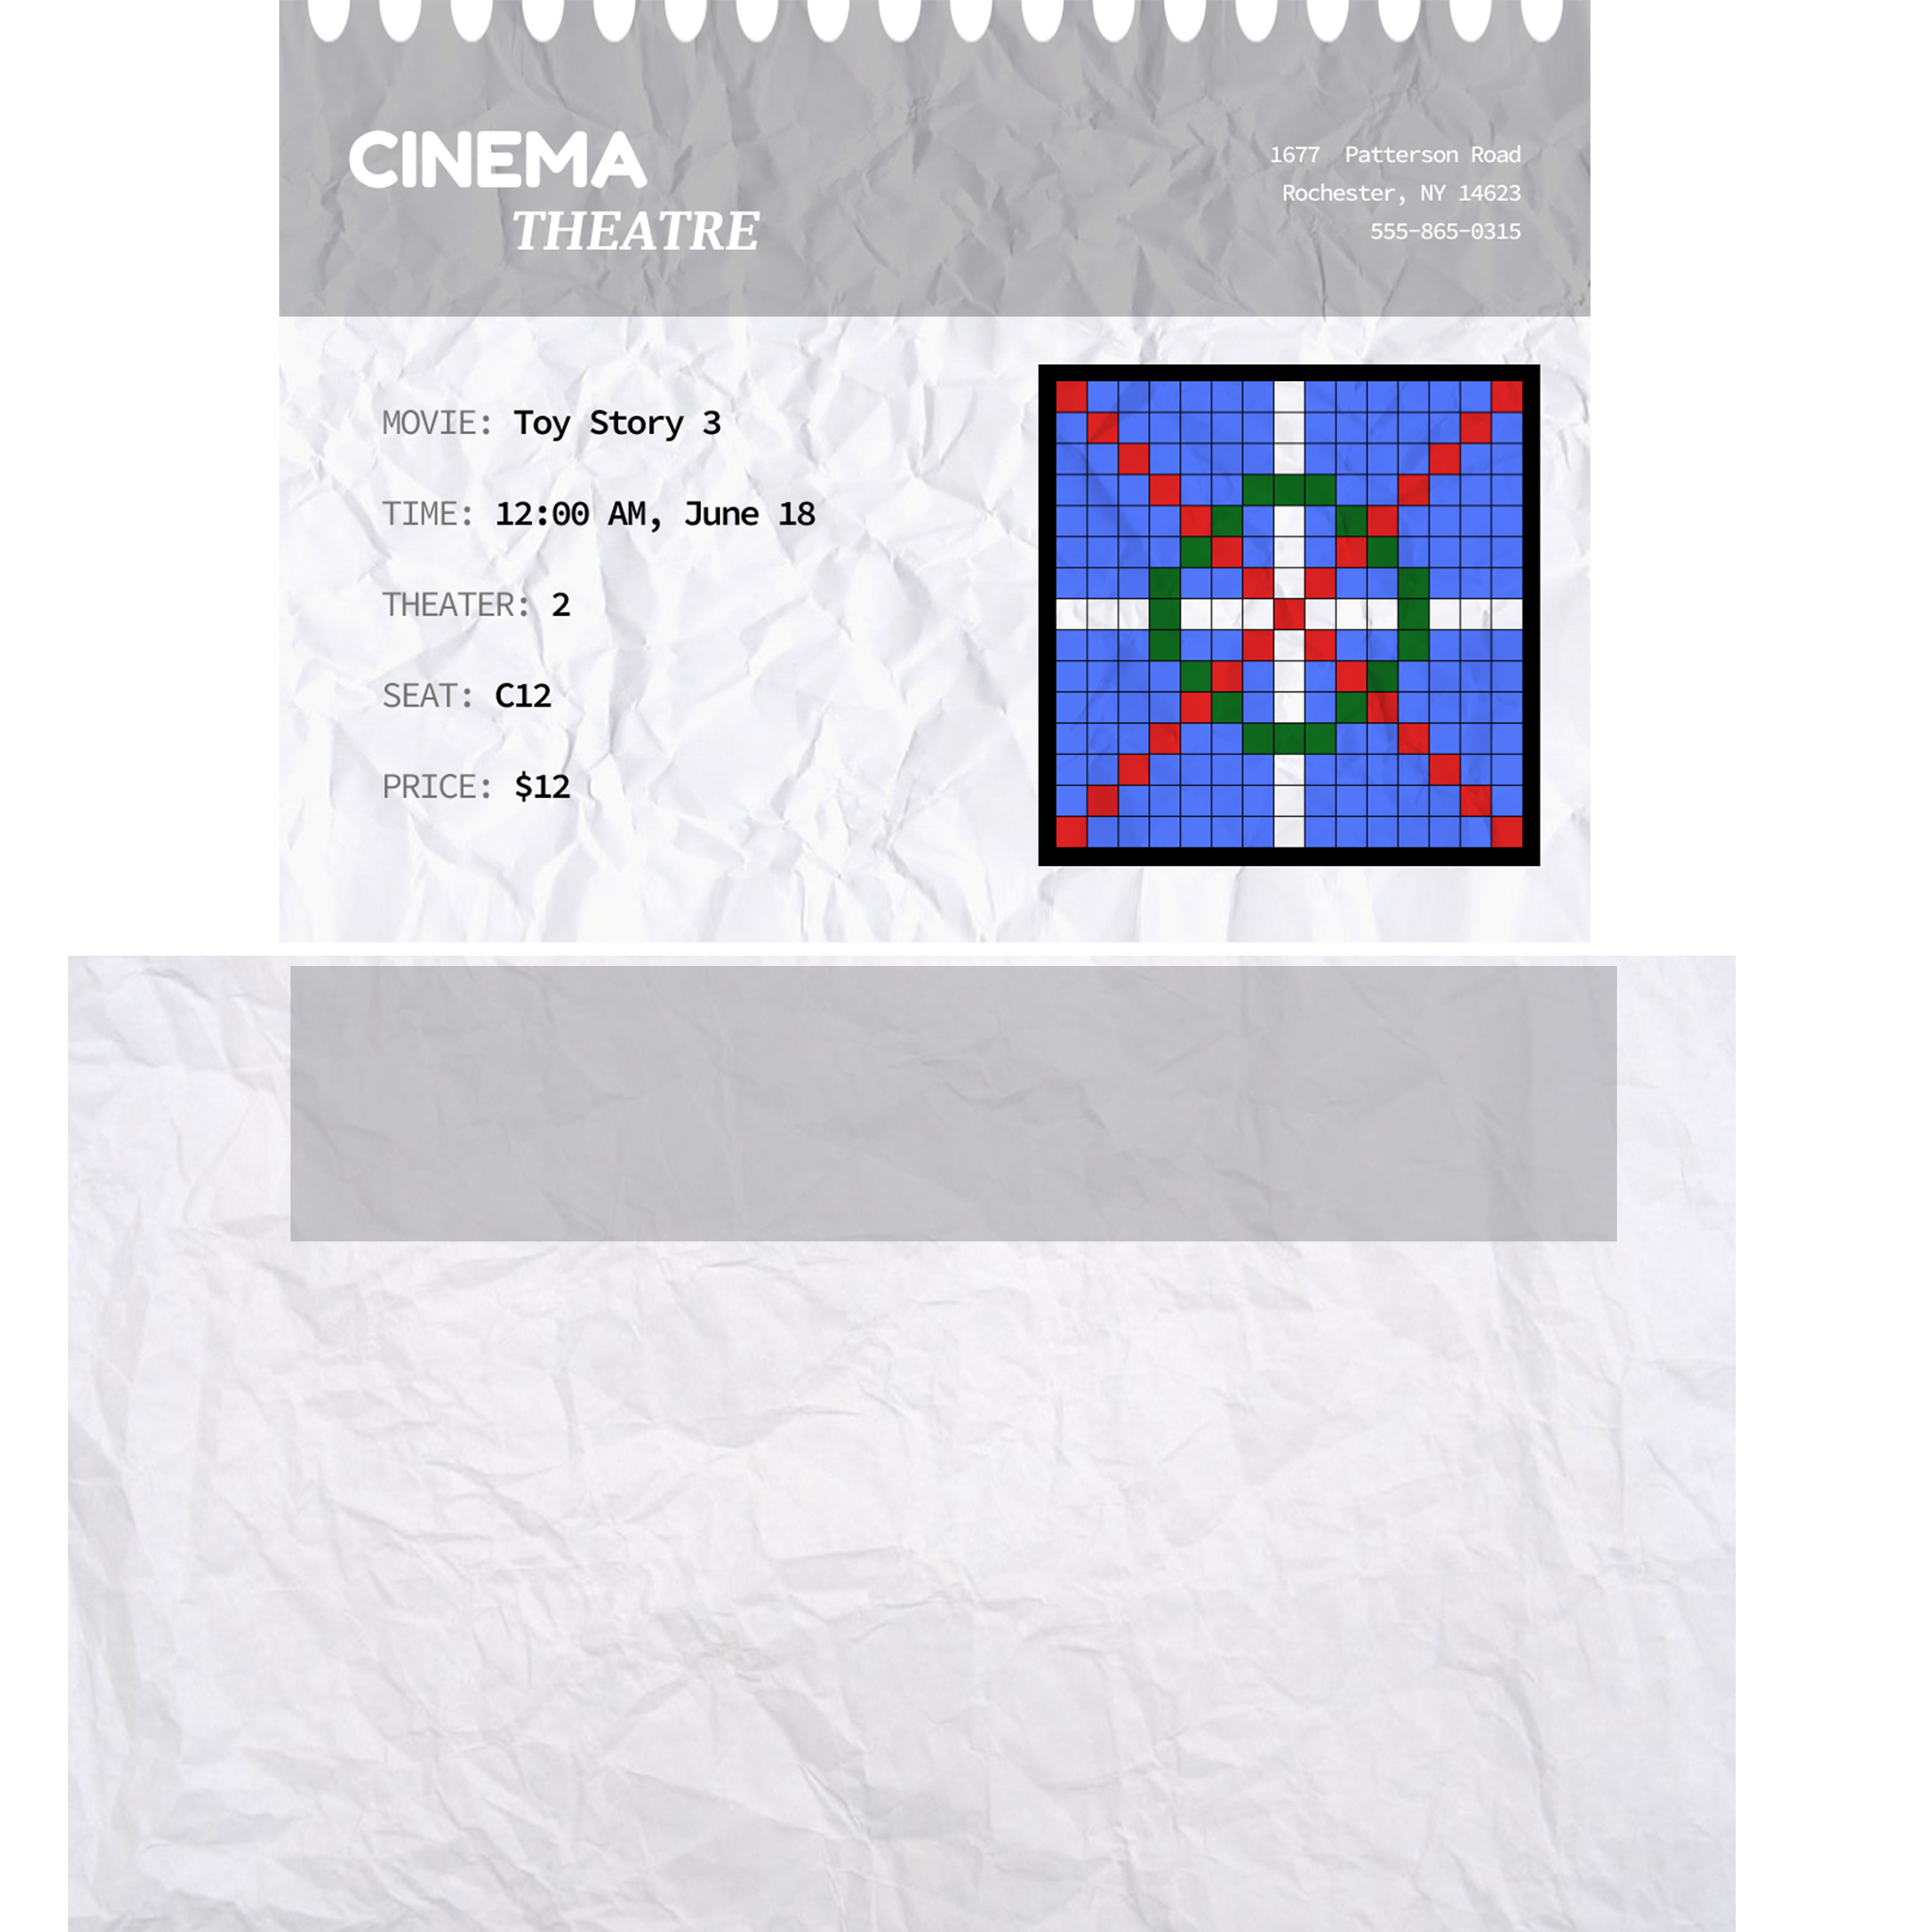 CINEMA
THEATRE
1677 Patterson Road
Rochester, NY 14623
555-865-0315
MOVIE: Toy Story 3
TIME: 12:00 AM, June 18
THEATER: 2
SEAT: C12
PRICE: $12